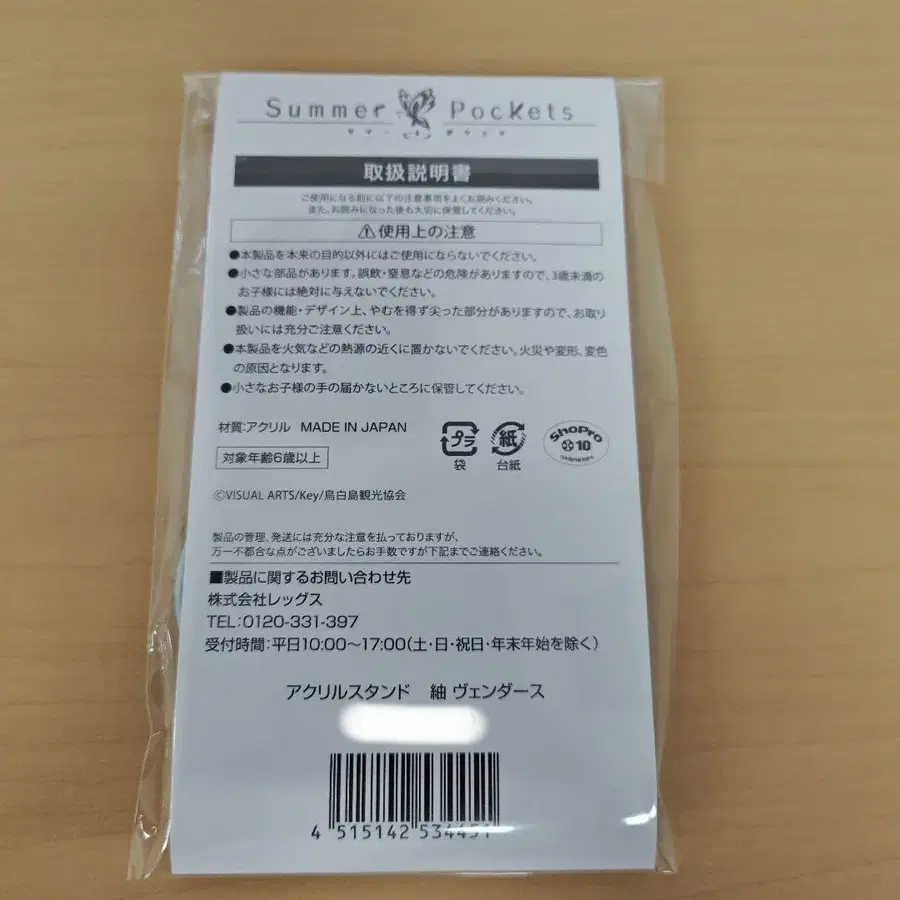 Summer Pockets
サマーポケッツ
取扱説明書
ご使用になる前に以下の注意事項をよくお読みください。
また、お読みになった後も大切に保管してください。
⚠使用上の注意
●本製品を本来の目的以外にはご使用にならないでください。
●小さな部品があります。誤飲・窒息などの危険がありますので、3歳未満の
お子様には絶対に与えないでください。
●製品の機能・デザイン上、やむを得ず尖った部分がありますので、お取り
扱いには充分ご注意ください。
●本製品を火気などの熱源の近くに置かないでください。火災や変形、変色
の原因となります。
●小さなお子様の手の届かないところに保管してください。
材質:アクリル MADE IN JAPAN
プラ
袋
紙
台紙
ShoPro
10
対象年齢6歳以上
©VISUAL ARTS/Key/鳥白島観光協会
製品の管理、発送には充分な注意を払っておりますが、
万一不都合な点がございましたらお手数ですが下記までご連絡ください。
■製品に関するお問い合わせ先
株式会社レッグス
TEL:0120-331-397
受付時間:平日10:00〜17:00(土・日・祝日・年末年始を除く)
アクリルスタンド 紬 ヴェンダース
4 515142 534451